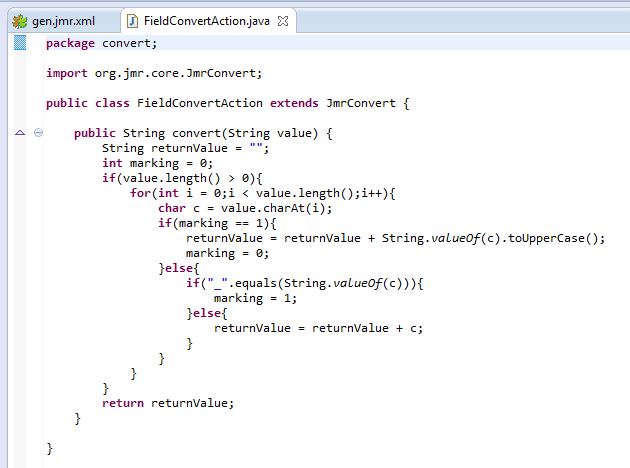 gen.jmr.xml
FieldConvertAction.java
package convert;
import org.jmr.core.JmrConvert;
public class FieldConvertAction extends JmrConvert {
public String convert(String value) {
String returnValue = "";
int marking = 0;
if(value.length() > 0){
for(int i = 0;i < value.length();i++){
char c = value.charAt(i);
if(marking == 1){
returnValue = returnValue + String.valueOf(c).toUpperCase();
marking = 0;
}else{
if("_".equals(String.valueOf(c))){
marking = 1;
}else{
returnValue = returnValue + c;
}
}
}
}
return returnValue;
}
}